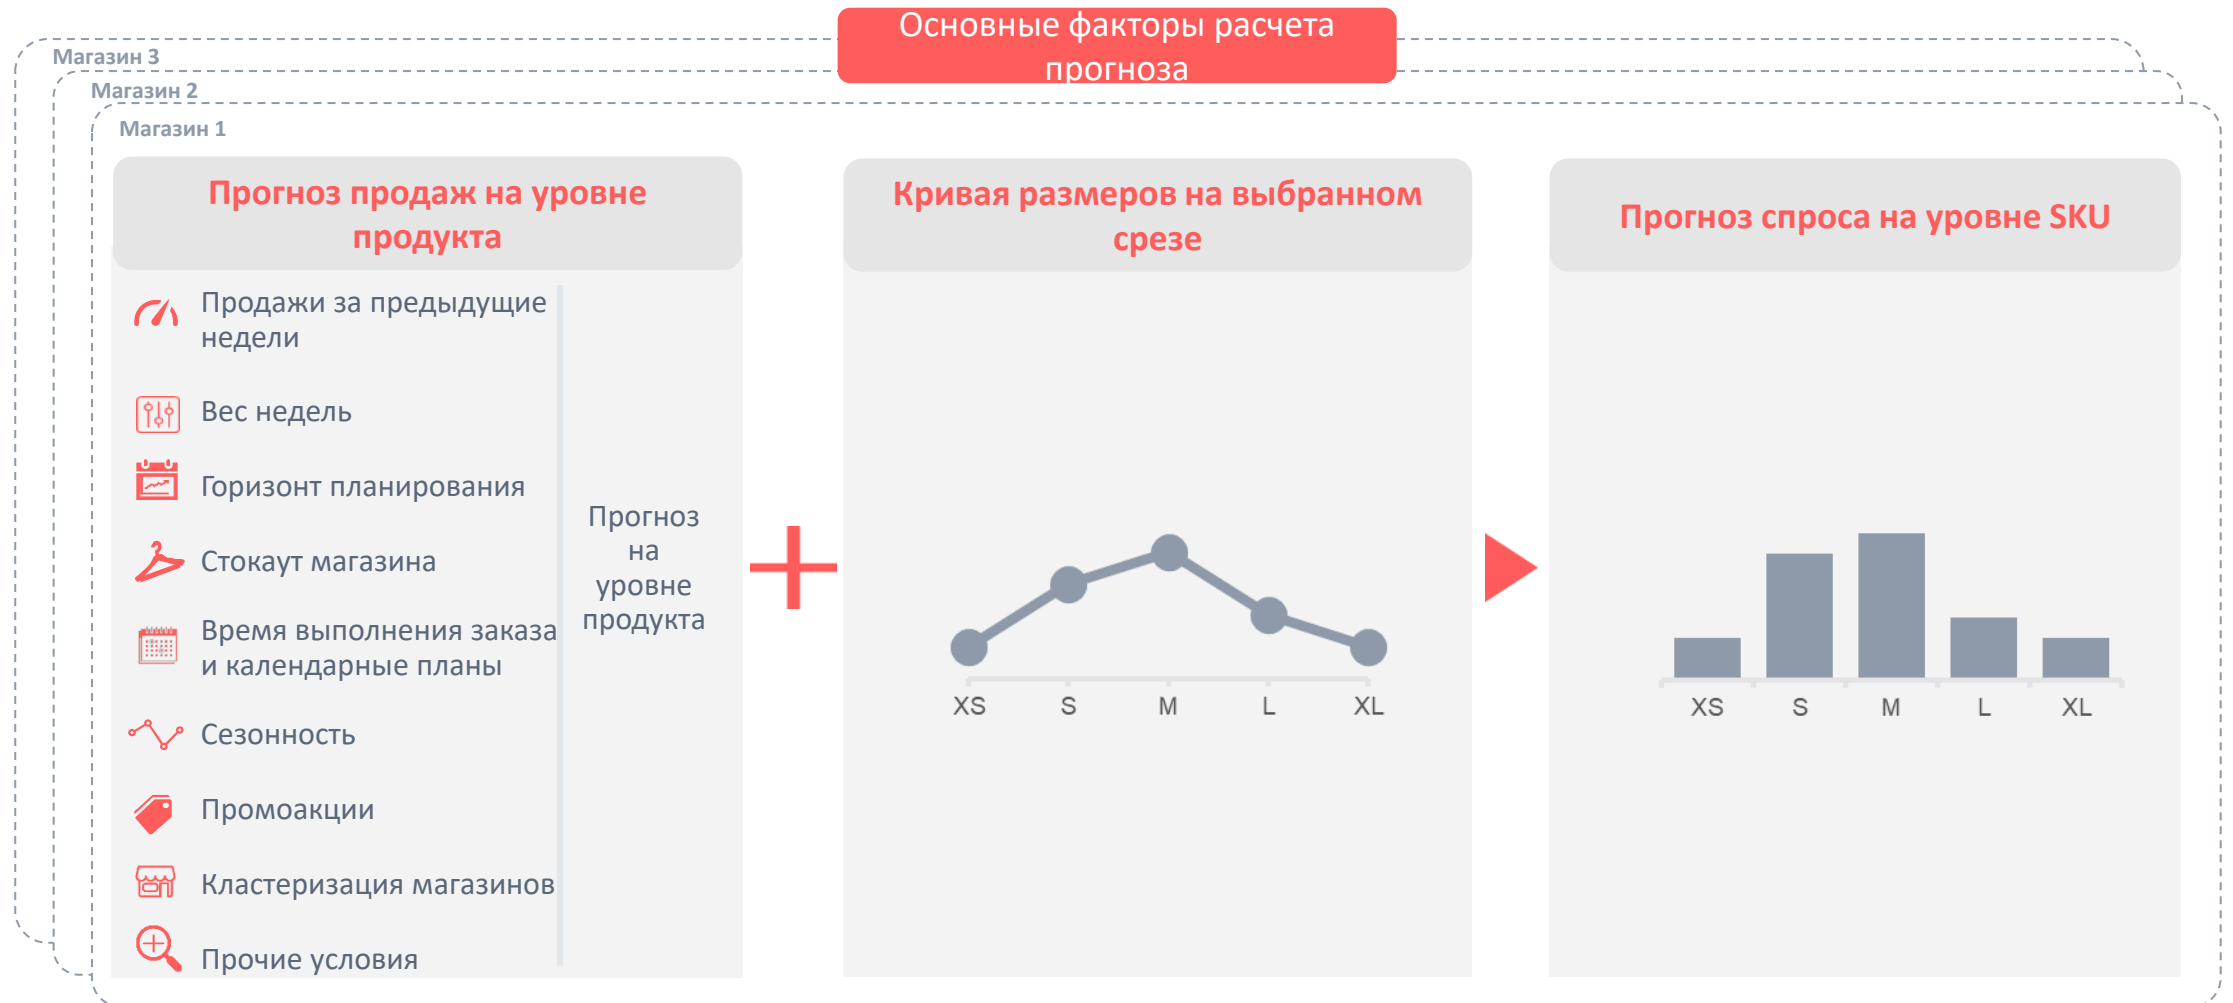 Основные факторы расчета
прогноза
Магазин 3
Магазин 2
Магазин 1
Прогноз продаж на уровне
продукта
Продажи за предыдущие
недели
Вес недель
Горизонт планирования
Стокаут магазина
Время выполнения заказа
и календарные планы
Сезонность
Промоакции
Кластеризация магазинов
Прочие условия
Прогноз
на
уровне
продукта
Кривая размеров на выбранном
срезе
XS S M L XL
Прогноз спроса на уровне SKU
XS S M L XL